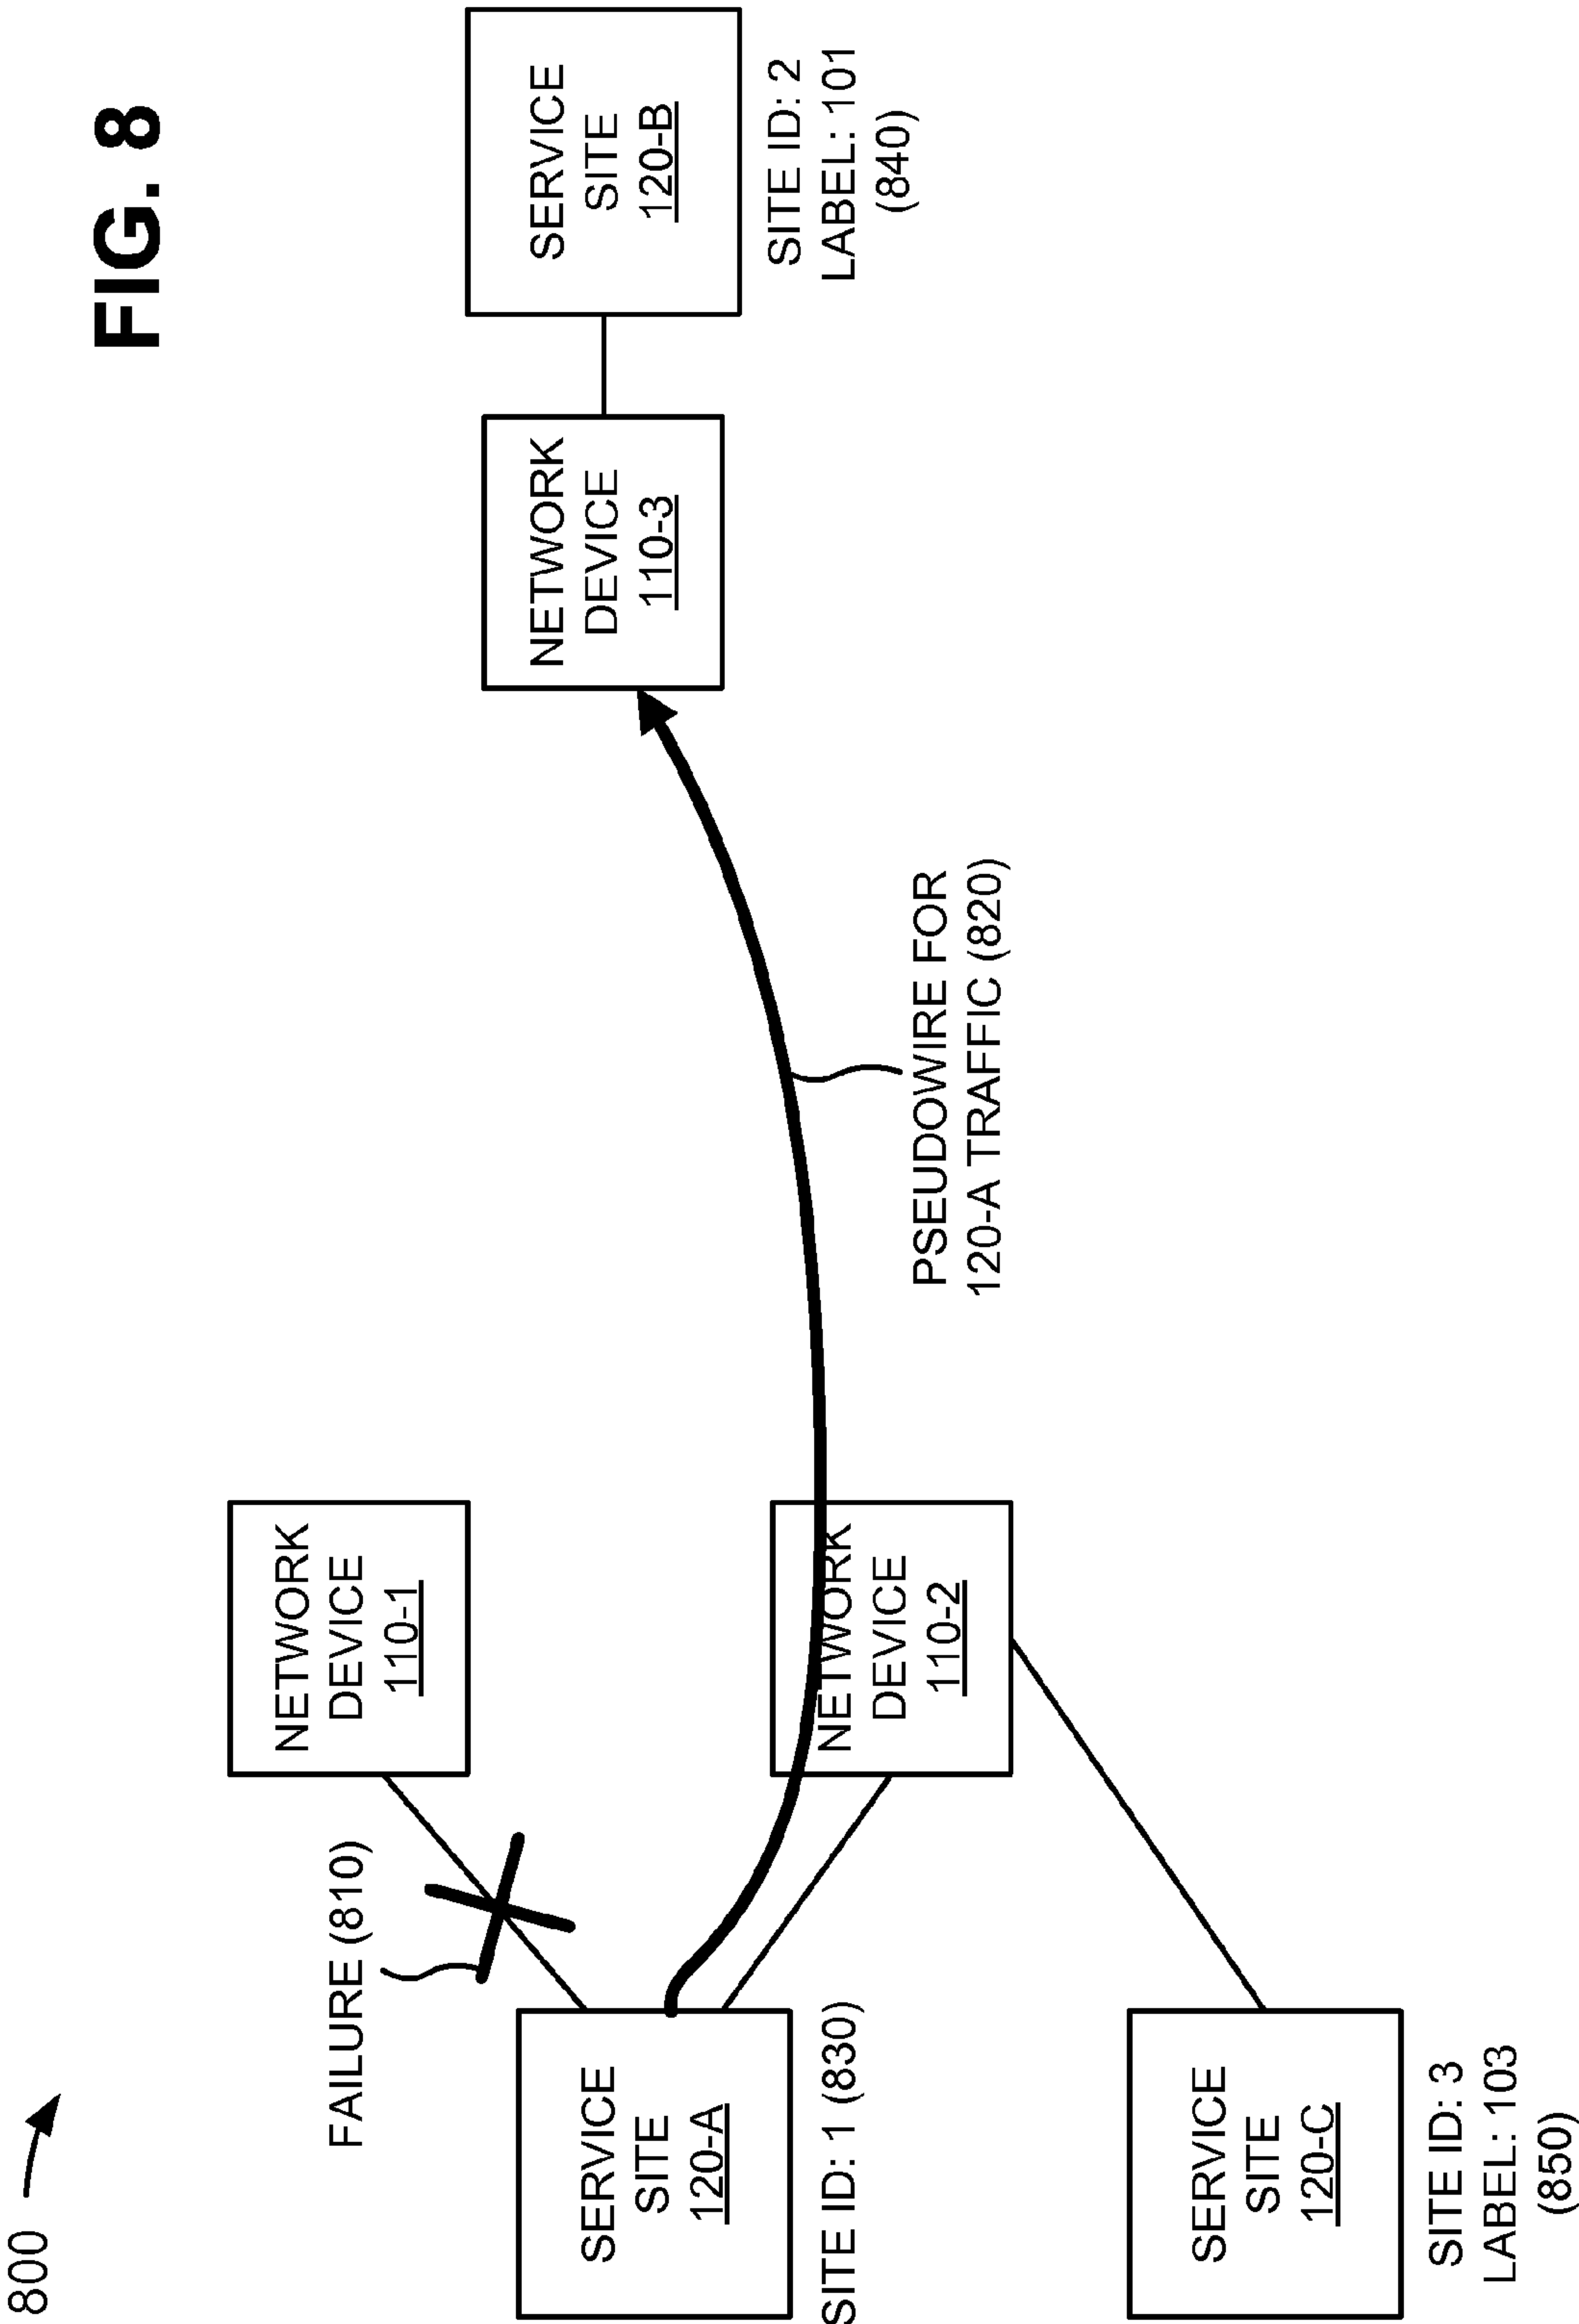 FIG. 8
800
FAILURE (810)
NETWORK
DEVICE
110-1
SERVICE
SITE
120-A
SITE ID: 1 (830)
NETWORK
DEVICE
110-2
PSEUDOWIRE FOR
120-A TRAFFIC (820)
NETWORK
DEVICE
110-3
SERVICE
SITE
120-B
SITE ID: 2
LABEL: 101
(840)
SERVICE
SITE
120-C
SITE ID: 3
LABEL: 103
(850)